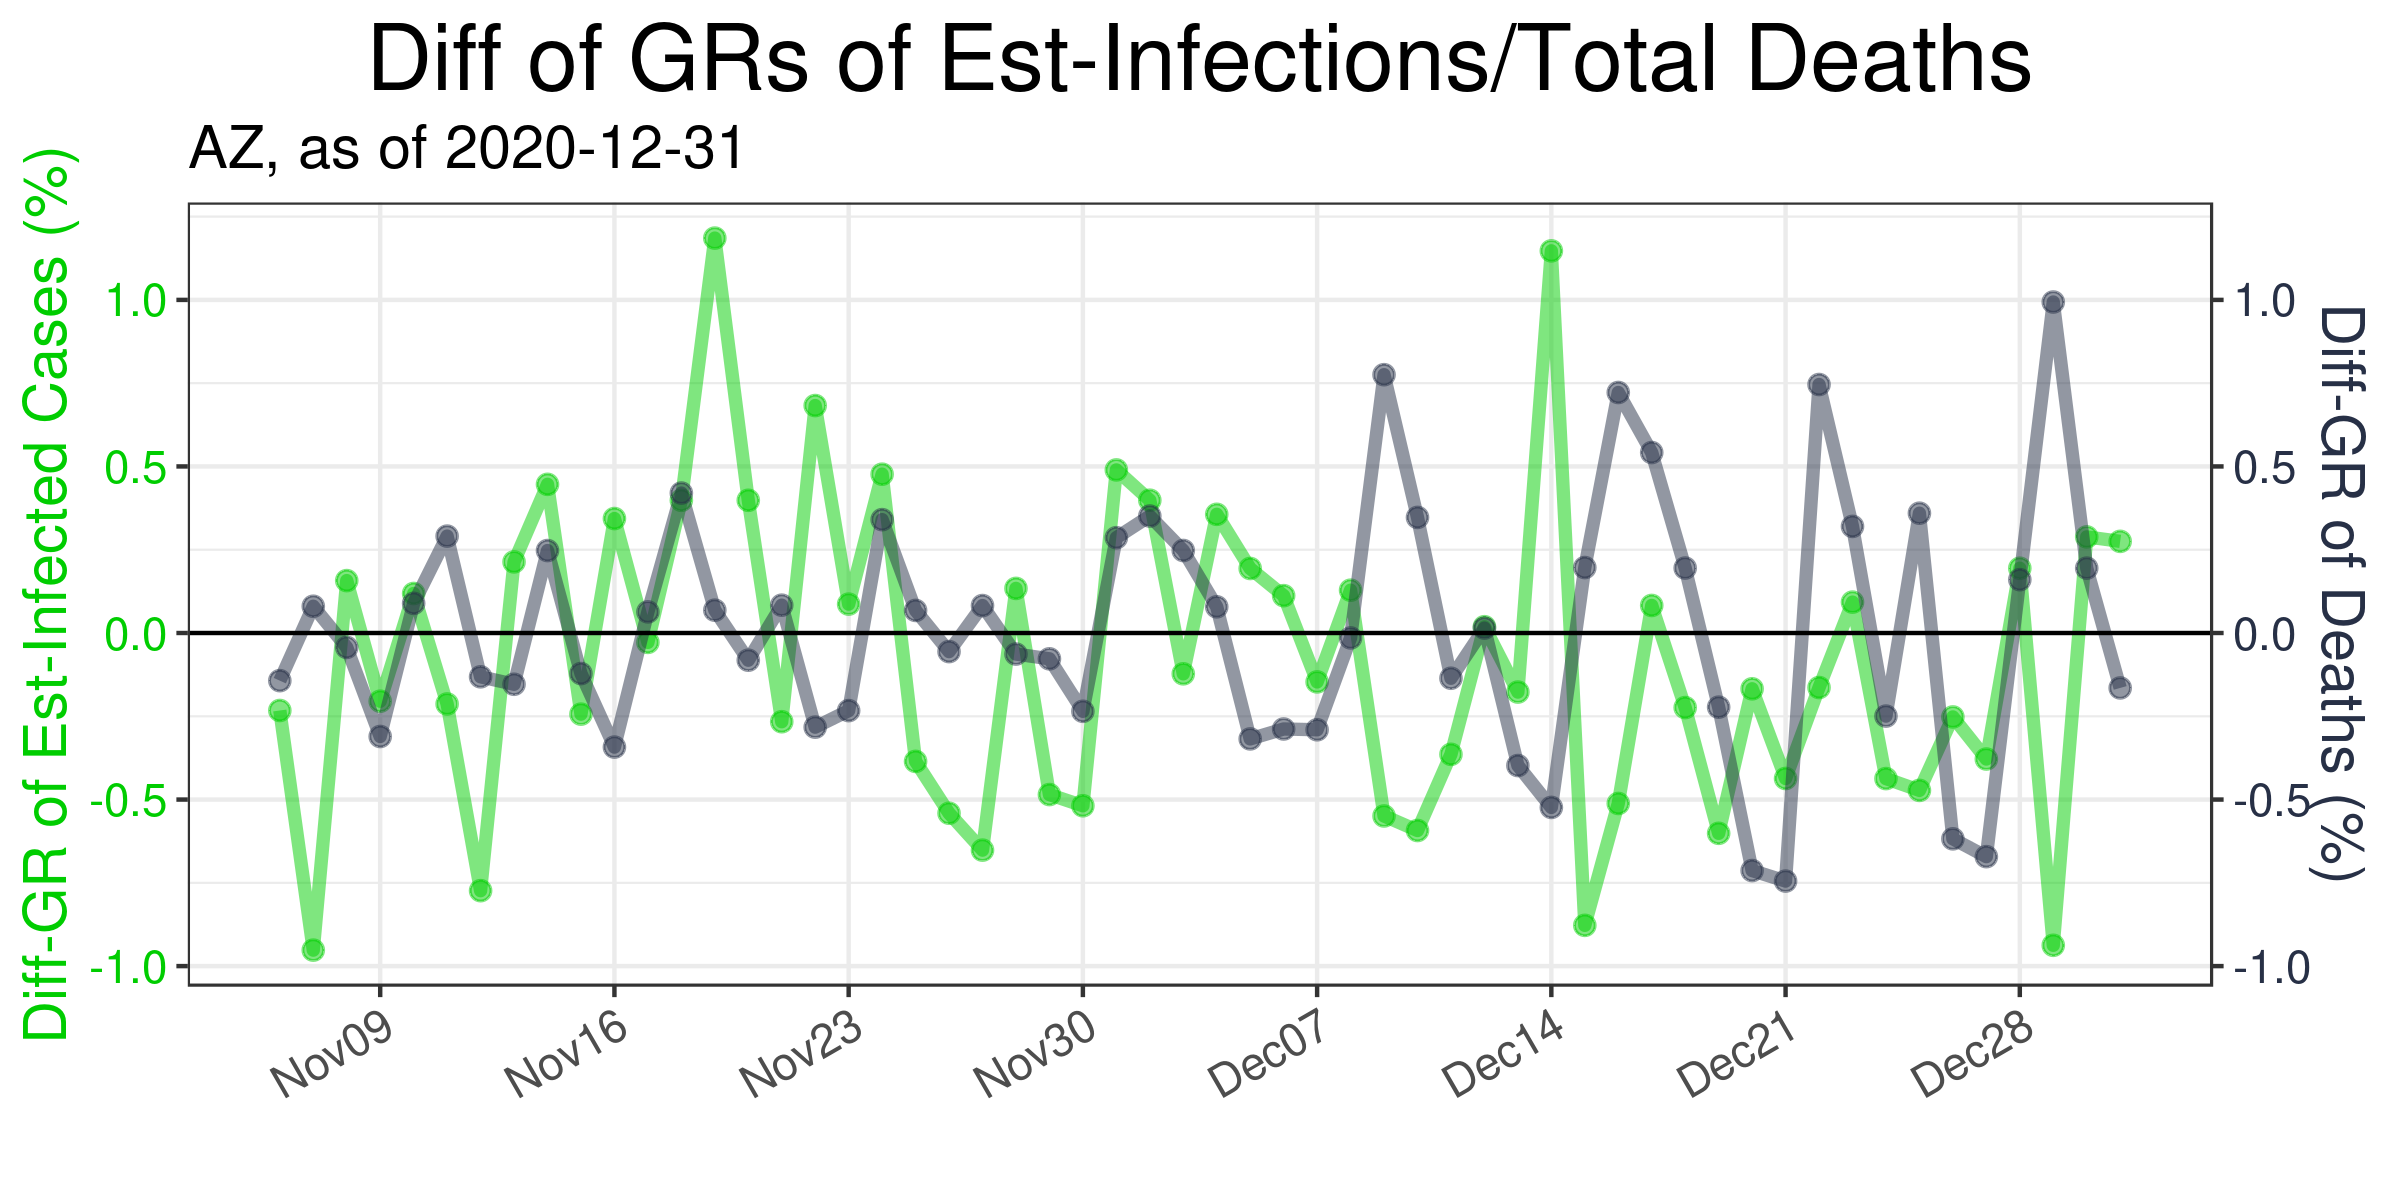 Diff of GRs of Est-Infections/Total Deaths
AZ, as of 2020-12-31
Diff-GR of Est-Infected Cases (%)
1.0
0.5
0.0
-0.5
-1.0
1.0
0.5
0.0
-0.5
-1.0
Diff-GR of Deaths (%)
Nov09
Nov16
Nov23
Nov30
Dec07
Dec14
Dec21
Dec28